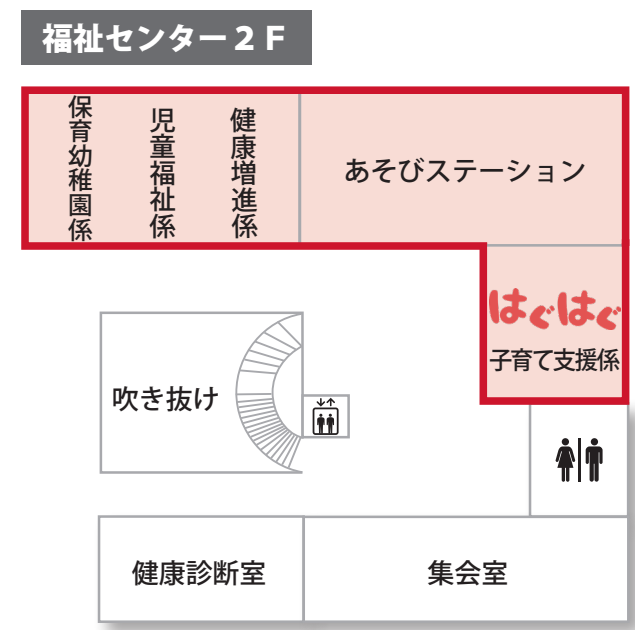 福祉センター２Ｆ
保育幼稚園係
児童福祉係
健康増進係
あそびステーション
はぐはぐ
子育て支援係
吹き抜け
健康診断室
集会室